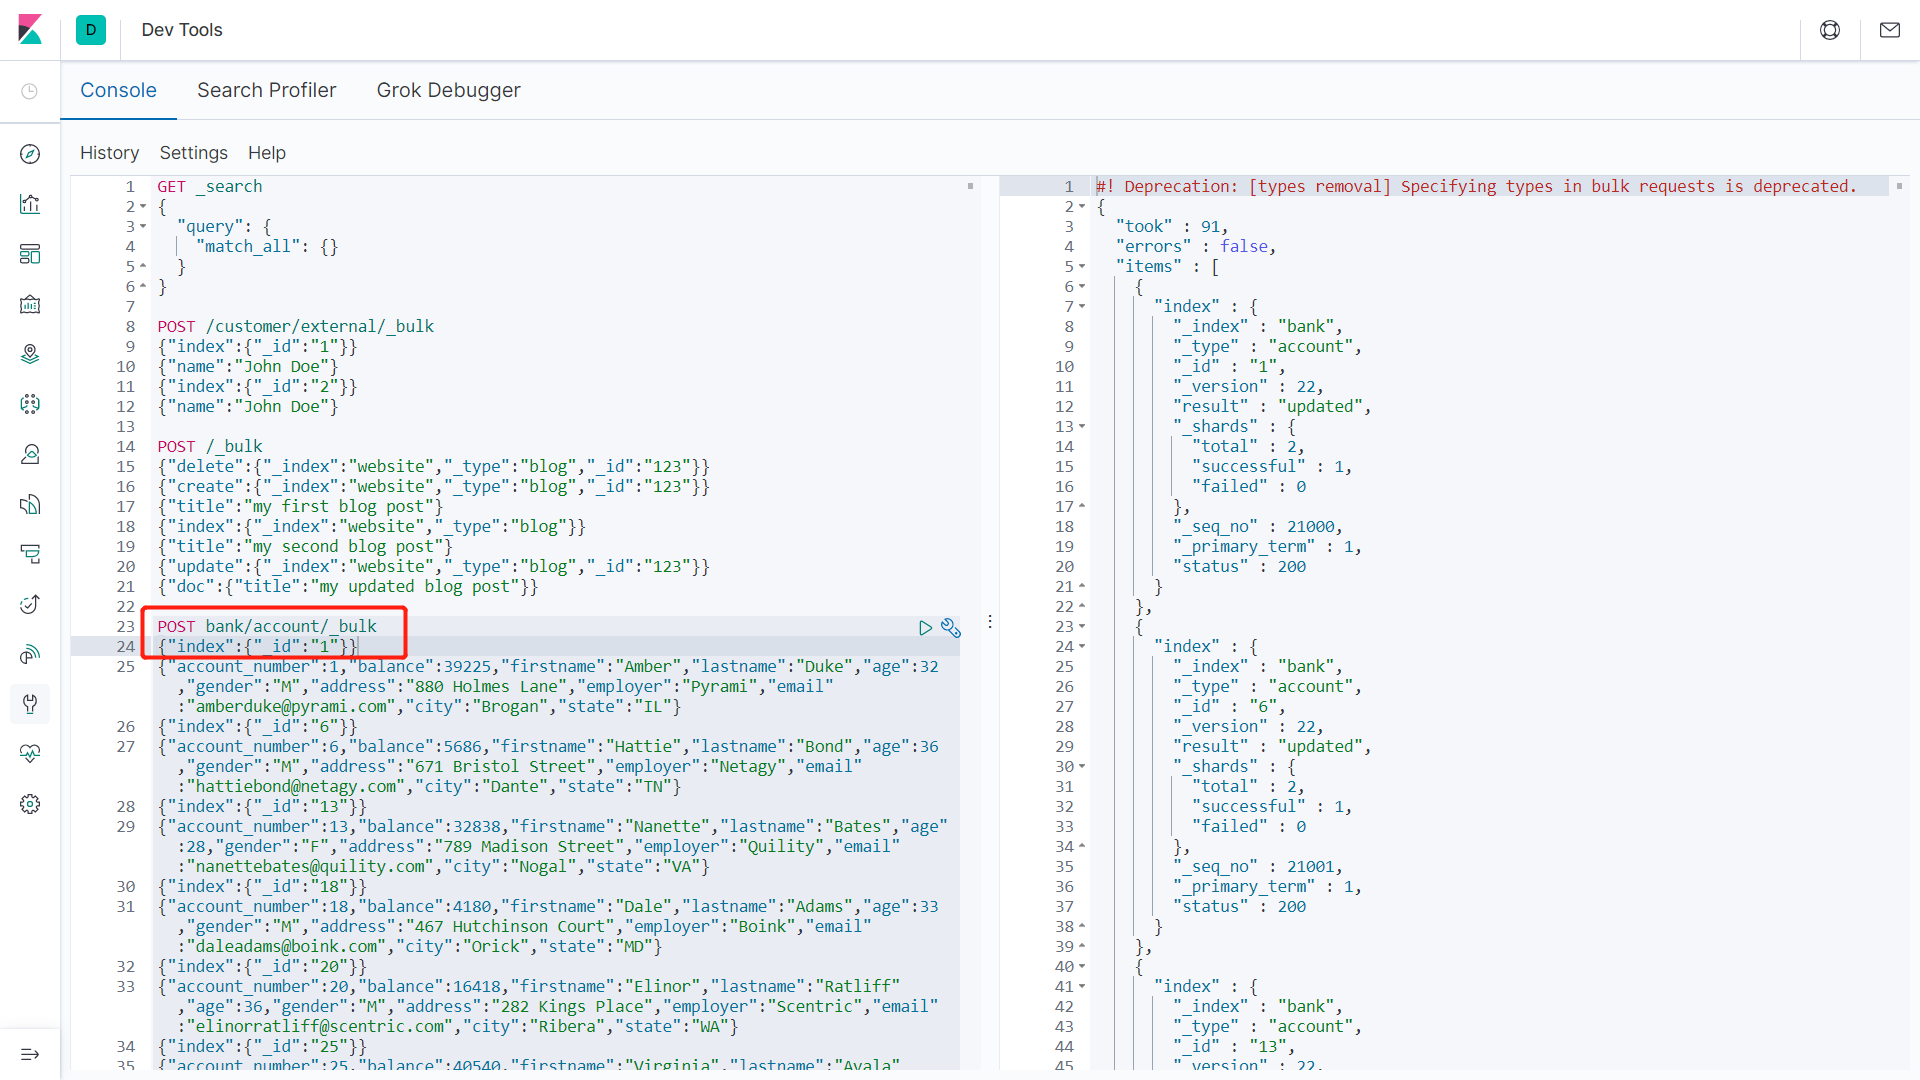 D
Dev Tools
Console
Search Profiler
Grok Debugger
History
Settings
Help
1 GET _search
2 {
3 "query": {
4 "match_all": {}
5 }
6 }
7
8 POST /customer/external/_bulk
9 {"index":{"_id":"1"}}
10 {"name":"John Doe"}
11 {"index":{"_id":"2"}}
12 {"name":"John Doe"}
13
14 POST /_bulk
15 {"delete":{"_index":"website","_type":"blog","_id":"123"}}
16 {"create":{"_index":"website","_type":"blog","_id":"123"}}
17 {"title":"my first blog post"}
18 {"index":{"_index":"website","_type":"blog"}}
19 {"title":"my second blog post"}
20 {"update":{"_index":"website","_type":"blog","_id":"123"}}
21 {"doc":{"title":"my updated blog post"}}
22
23 POST bank/account/_bulk
24 {"index":{"_id":"1"}}
25 {"account_number":1,"balance":39225,"firstname":"Amber","lastname":"Duke","age":32
,"gender":"M","address":"880 Holmes Lane","employer":"Pyrami","email"
:"amberduke@pyrami.com","city":"Brogan","state":"IL"}
26 {"index":{"_id":"6"}}
27 {"account_number":6,"balance":5686,"firstname":"Hattie","lastname":"Bond","age":36
,"gender":"M","address":"671 Bristol Street","employer":"Netagy","email"
:"hattiebond@netagy.com","city":"Dante","state":"TN"}
28 {"index":{"_id":"13"}}
29 {"account_number":13,"balance":32838,"firstname":"Nanette","lastname":"Bates","age"
:28,"gender":"F","address":"789 Madison Street","employer":"Quility","email"
:"nanettebates@quility.com","city":"Nogal","state":"VA"}
30 {"index":{"_id":"18"}}
31 {"account_number":18,"balance":4180,"firstname":"Dale","lastname":"Adams","age":33
,"gender":"M","address":"467 Hutchinson Court","employer":"Boink","email"
:"daleadams@boink.com","city":"Orick","state":"MD"}
32 {"index":{"_id":"20"}}
33 {"account_number":20,"balance":16418,"firstname":"Elinor","lastname":"Ratliff"
,"age":36,"gender":"M","address":"282 Kings Place","employer":"Scentric","email"
:"elinorratliff@scentric.com","city":"Ribera","state":"WA"}
34 {"index":{"_id":"25"}}
35 {"account_number":25,"balance":40540,"firstname":"Virginia","lastname":"Ayala"
1 #! Deprecation: [types removal] Specifying types in bulk requests is deprecated.
2 {
3 "took" : 91,
4 "errors" : false,
5 "items" : [
6 {
7 "index" : {
8 "_index" : "bank",
9 "_type" : "account",
10 "_id" : "1",
11 "_version" : 22,
12 "result" : "updated",
13 "_shards" : {
14 "total" : 2,
15 "successful" : 1,
16 "failed" : 0
17 },
18 "_seq_no" : 21000,
19 "_primary_term" : 1,
20 "status" : 200
21 }
22 },
23 {
24 "index" : {
25 "_index" : "bank",
26 "_type" : "account",
27 "_id" : "6",
28 "_version" : 22,
29 "result" : "updated",
30 "_shards" : {
31 "total" : 2,
32 "successful" : 1,
33 "failed" : 0
34 },
35 "_seq_no" : 21001,
36 "_primary_term" : 1,
37 "status" : 200
38 }
39 },
40 {
41 "index" : {
42 "_index" : "bank",
43 "_type" : "account",
44 "_id" : "13",
45 "_version" : 22,